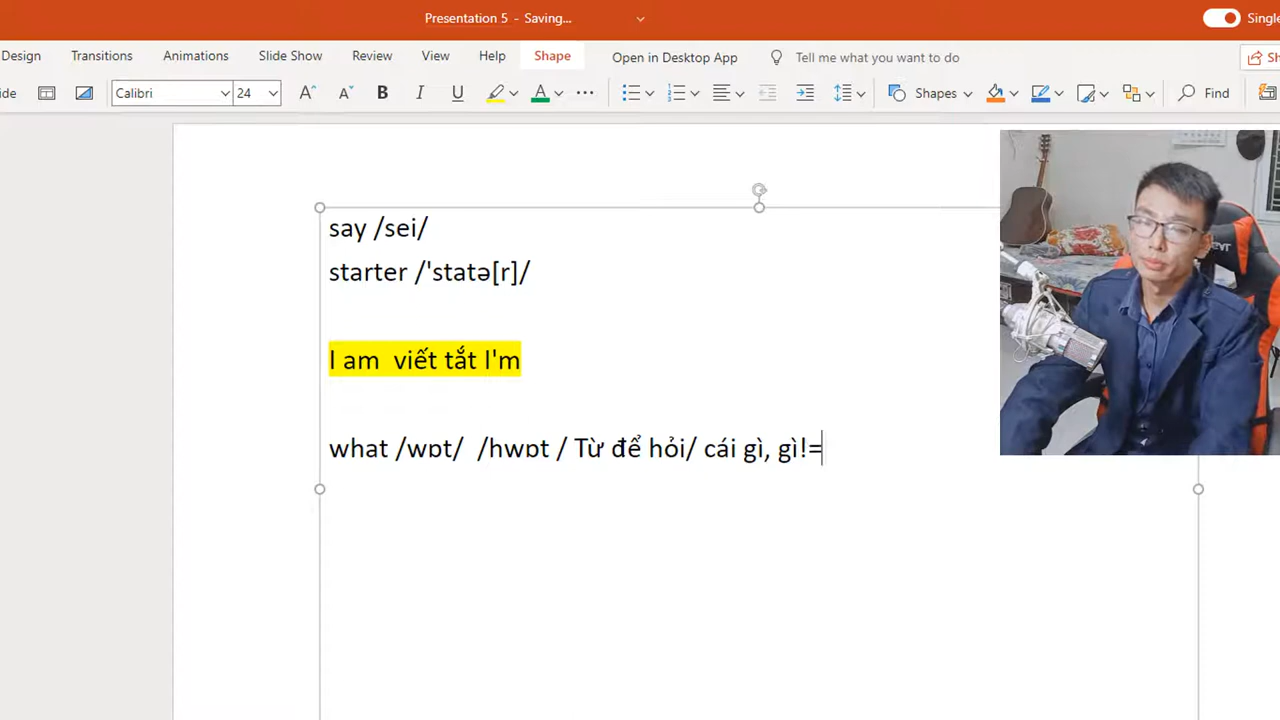 Presentation 5 - Saving...
Single
Design Transitions Animations Slide Show Review View Help Shape Open in Desktop App Tell me what you want to do
Calibri 24 B I U A Shapes Find
say /sei/
starter /'statə[r]/
I am viết tắt I'm
what /wɒt/ /hwɒt / Từ để hỏi/ cái gì, gì!=